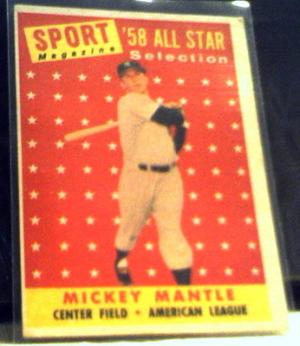 SPORT '58 ALL STAR
Magazine Selection
MICKEY MANTLE
CENTER FIELD • AMERICAN LEAGUE